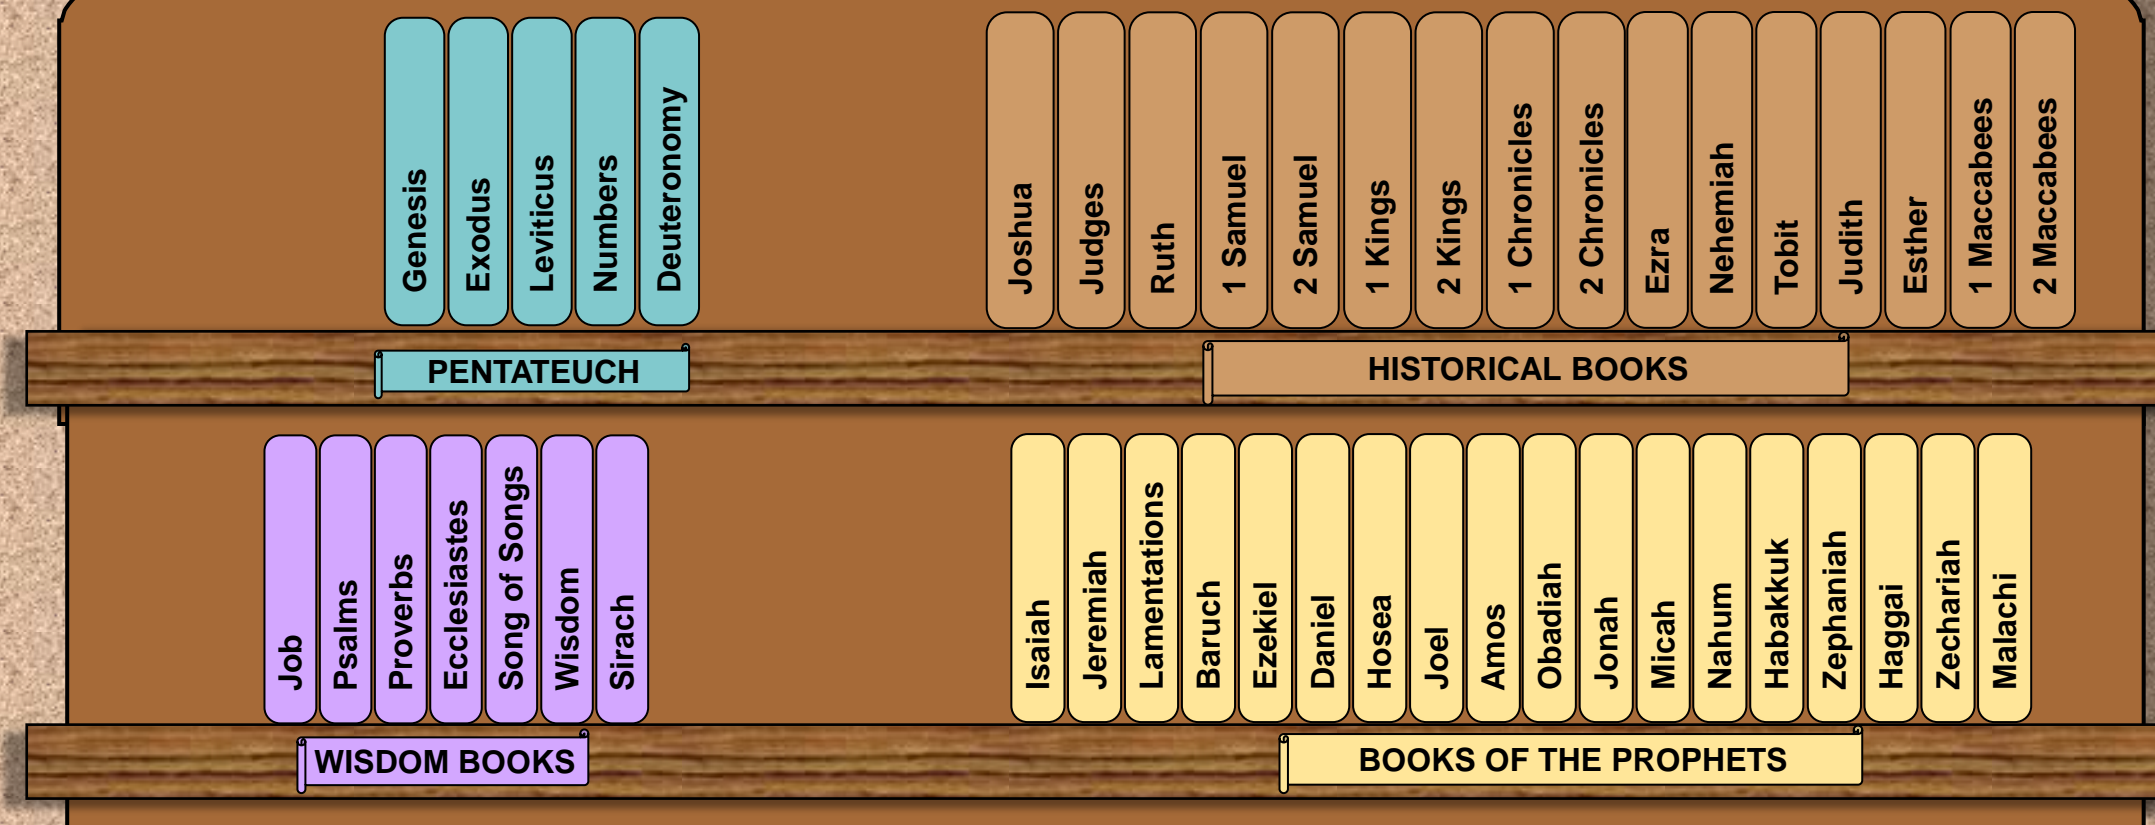 Genesis
Exodus
Leviticus
Numbers
Deuteronomy
PENTATEUCH
Joshua
Judges
Ruth
1 Samuel
2 Samuel
1 Kings
2 Kings
1 Chronicles
2 Chronicles
Ezra
Nehemiah
Tobit
Judith
Esther
1 Maccabees
2 Maccabees
HISTORICAL BOOKS
Job
Psalms
Proverbs
Ecclesiastes
Song of Songs
Wisdom
Sirach
WISDOM BOOKS
Isaiah
Jeremiah
Lamentations
Baruch
Ezekiel
Daniel
Hosea
Joel
Amos
Obadiah
Jonah
Micah
Nahum
Habakkuk
Zephaniah
Haggai
Zechariah
Malachi
BOOKS OF THE PROPHETS